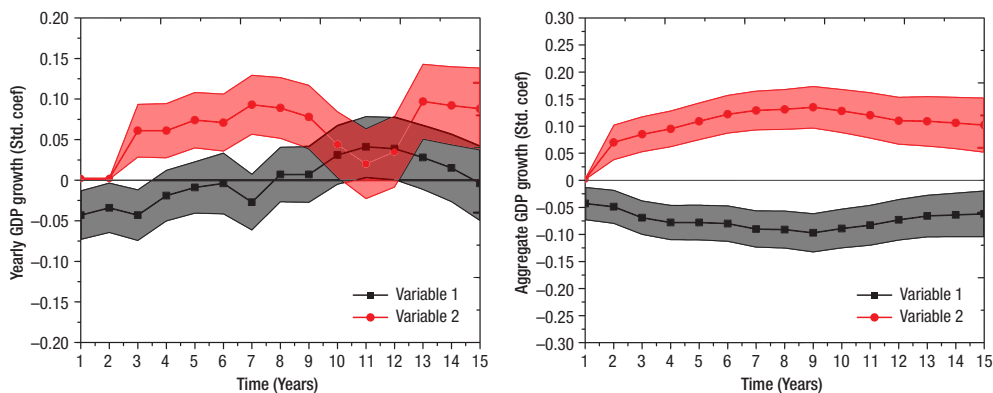 Yearly GDP growth (Std. coef)
0.20
0.15
0.10
0.05
0
–0.05
–0.10
–0.15
–0.20
Variable 1
Variable 2
1 2 3 4 5 6 7 8 9 10 11 12 13 14 15
Time (Years)
Aggregate GDP growth (Std. coef)
0.30
0.25
0.20
0.15
0.10
0.50
0
–0.05
–0.10
–0.15
–0.20
–0.25
–0.30
Variable 1
Variable 2
1 2 3 4 5 6 7 8 9 10 11 12 13 14 15
Time (Years)